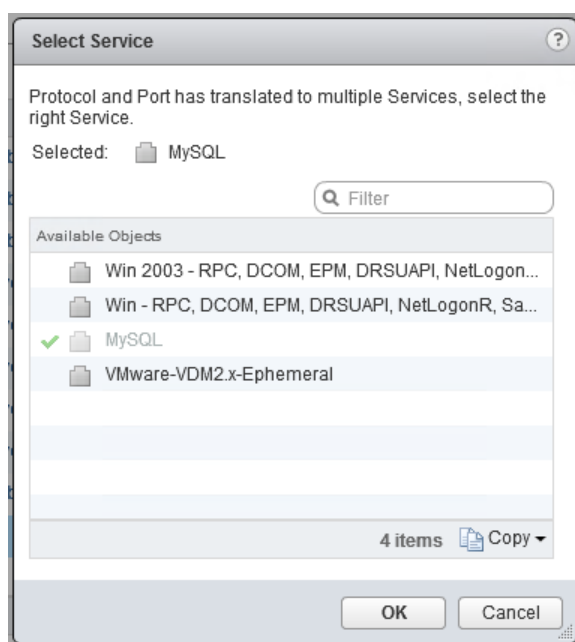 Select Service
?
Protocol and Port has translated to multiple Services, select the
right Service.
Selected: MySQL
Filter
Available Objects
Win 2003 - RPC, DCOM, EPM, DRSUAPI, NetLogon...
Win - RPC, DCOM, EPM, DRSUAPI, NetLogonR, Sa...
MySQL
VMware-VDM2.x-Ephemeral
4 items Copy
OK Cancel